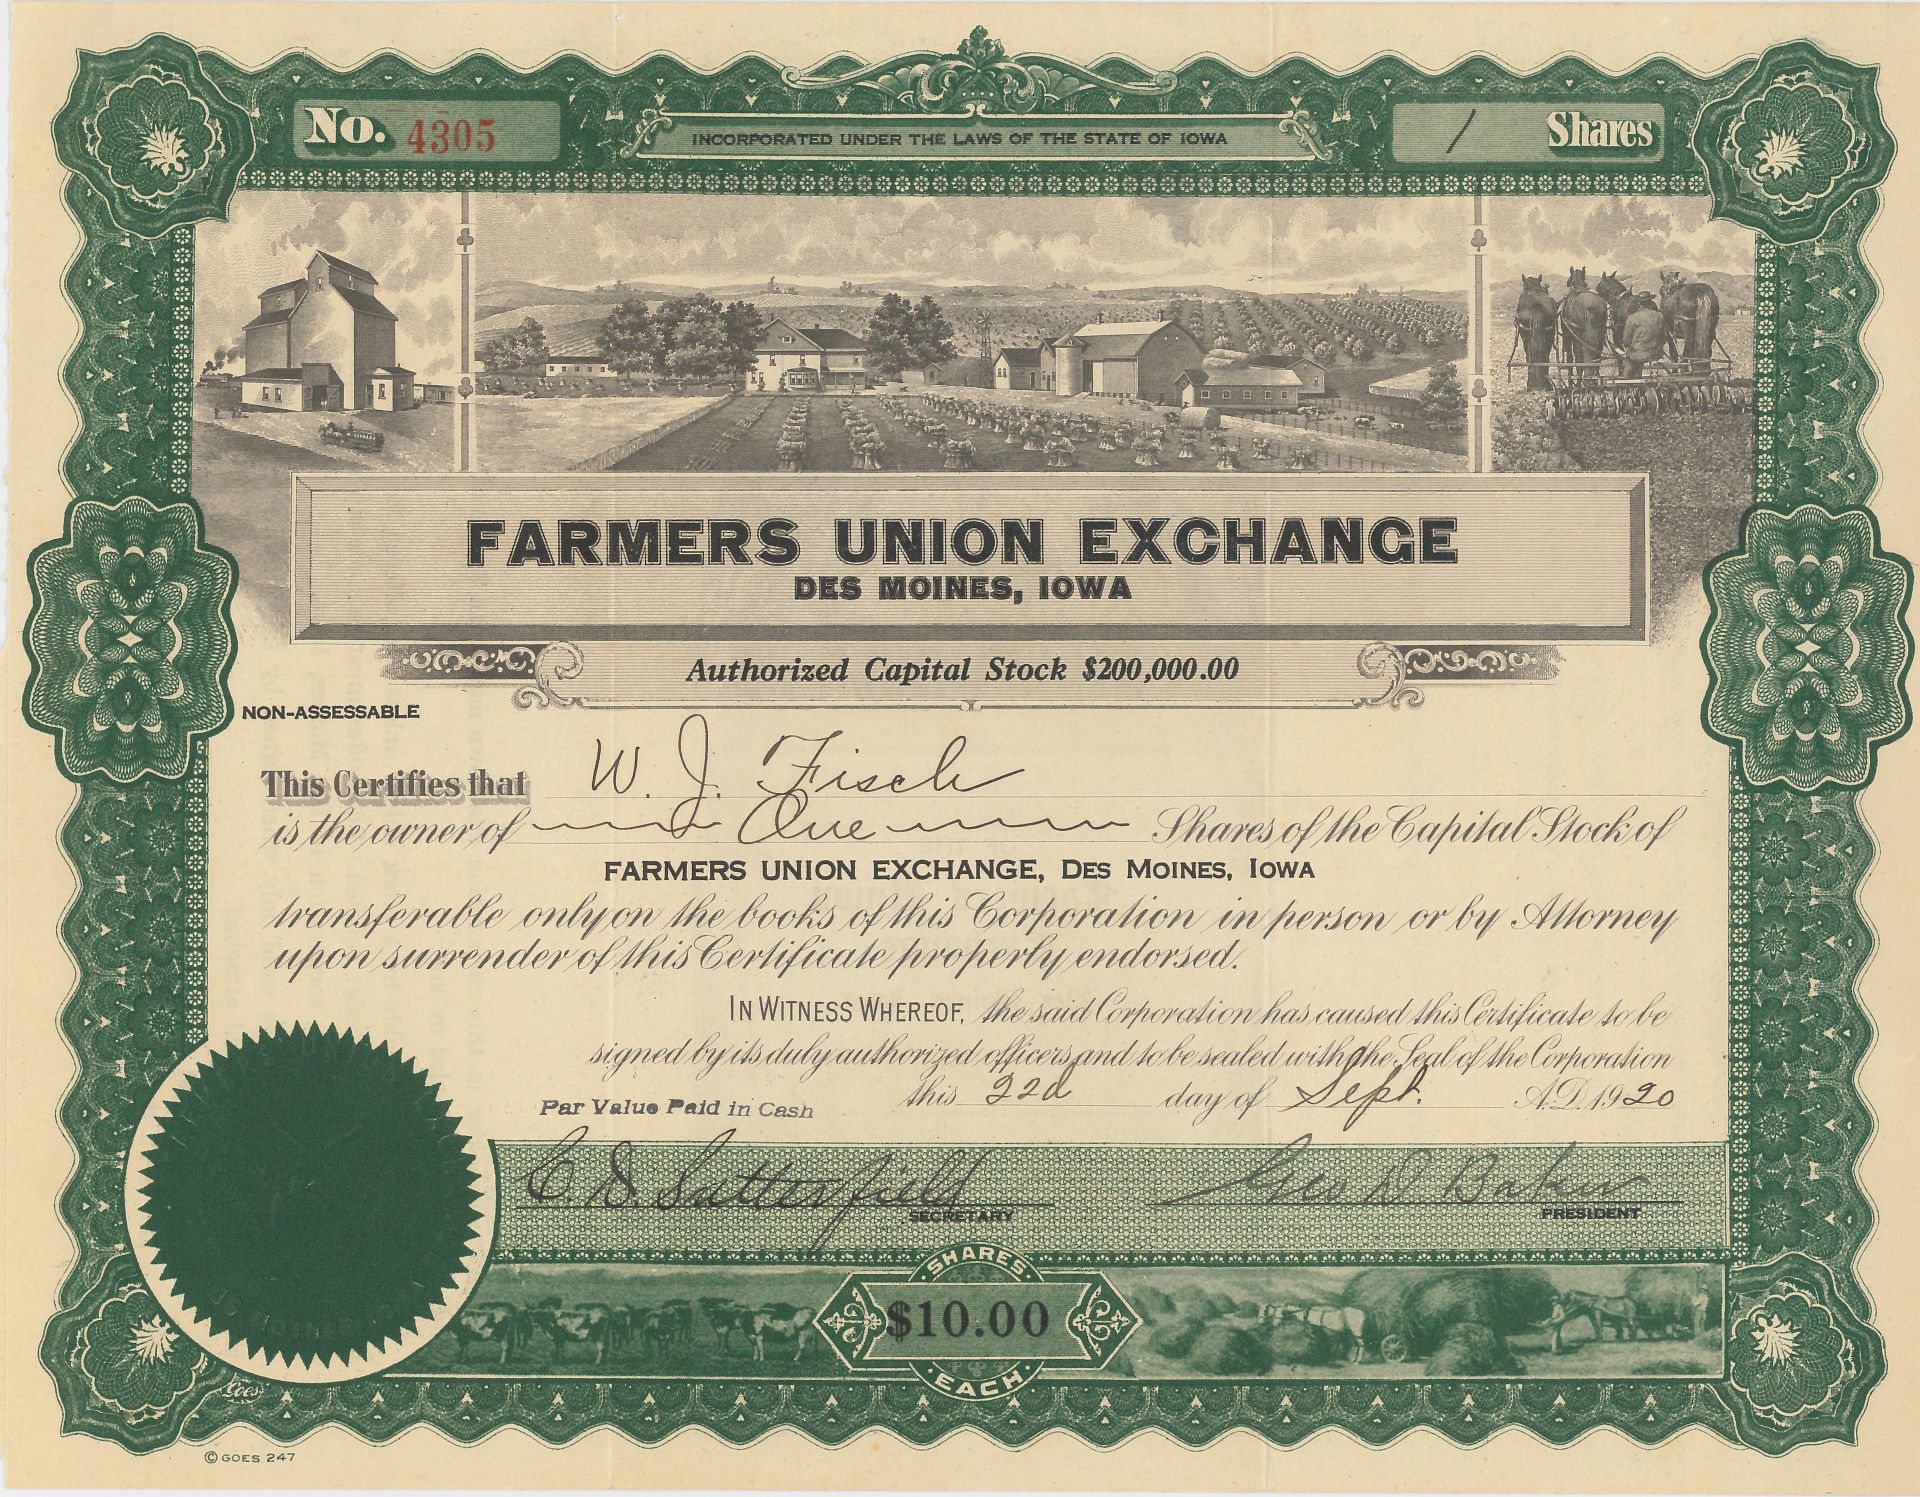 No. 4305
INCORPORATED UNDER THE LAWS OF THE STATE OF IOWA
1 Shares
FARMERS UNION EXCHANGE
DES MOINES, IOWA
Authorized Capital Stock $200,000.00
NON-ASSESSABLE
This Certifies that W. J. Fisch
is the owner of One Shares of the Capital Stock of
FARMERS UNION EXCHANGE, DES MOINES, IOWA
transferable only on the books of this Corporation in person or by Attorney
upon surrender of this Certificate properly endorsed.
IN WITNESS WHEREOF, the said Corporation has caused this Certificate to be
signed by its duly authorized officers and to be sealed with the Seal of the Corporation
this 22d day of Sept. A.D. 1920
Par Value Paid in Cash
C. D. Satterfield
SECRETARY
Geo D Baker
PRESIDENT
SHARES
$10.00
EACH
Goes
© GOES 247